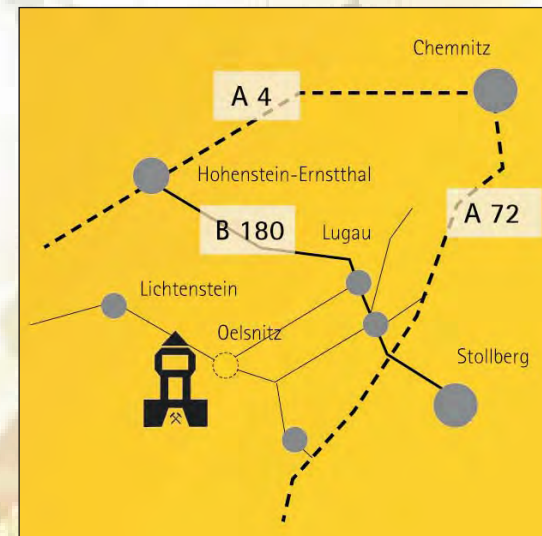 Chemnitz
A 4
Hohenstein-Ernstthal
A 72
B 180
Lugau
Lichtenstein
Oelsnitz
Stollberg